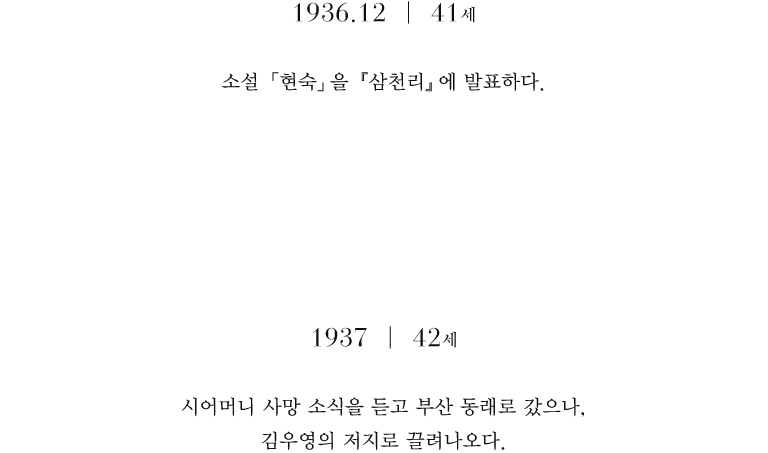 1936.12 | 41세
소설 「현숙」을 『삼천리』에 발표하다.
1937 | 42세
시어머니 사망 소식을 듣고 부산 동래로 갔으나,
김우영의 저지로 끌려나오다.